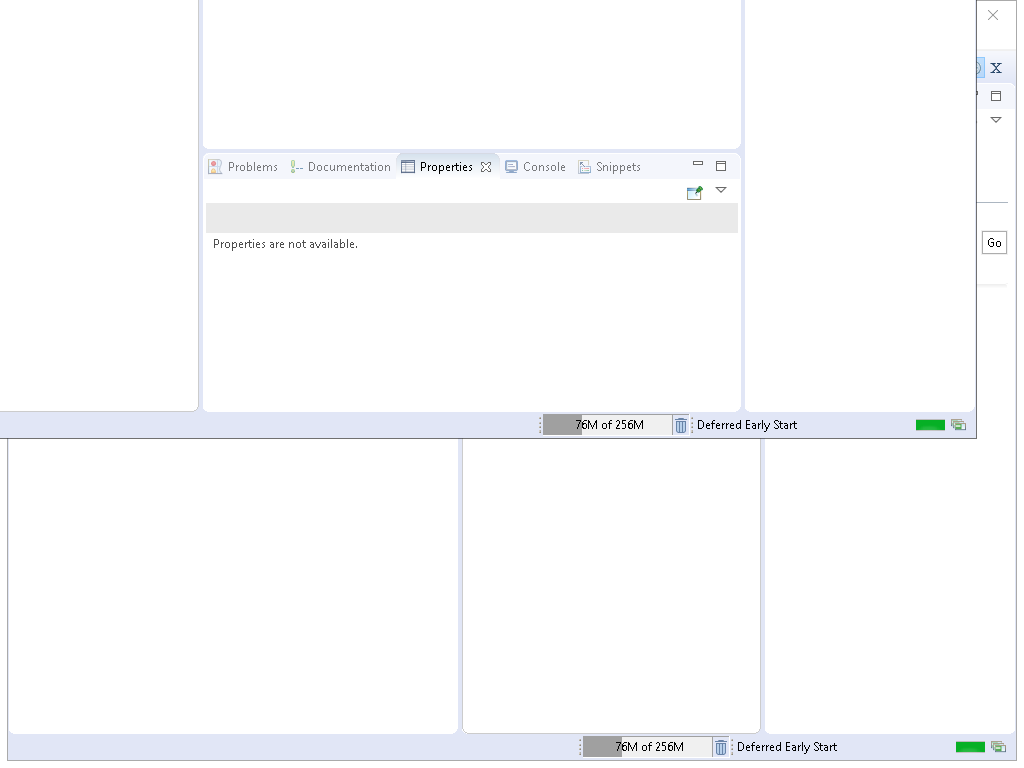 X
Problems Documentation Properties Console Snippets
Go
Properties are not available.
76M of 256M Deferred Early Start
76M of 256M Deferred Early Start